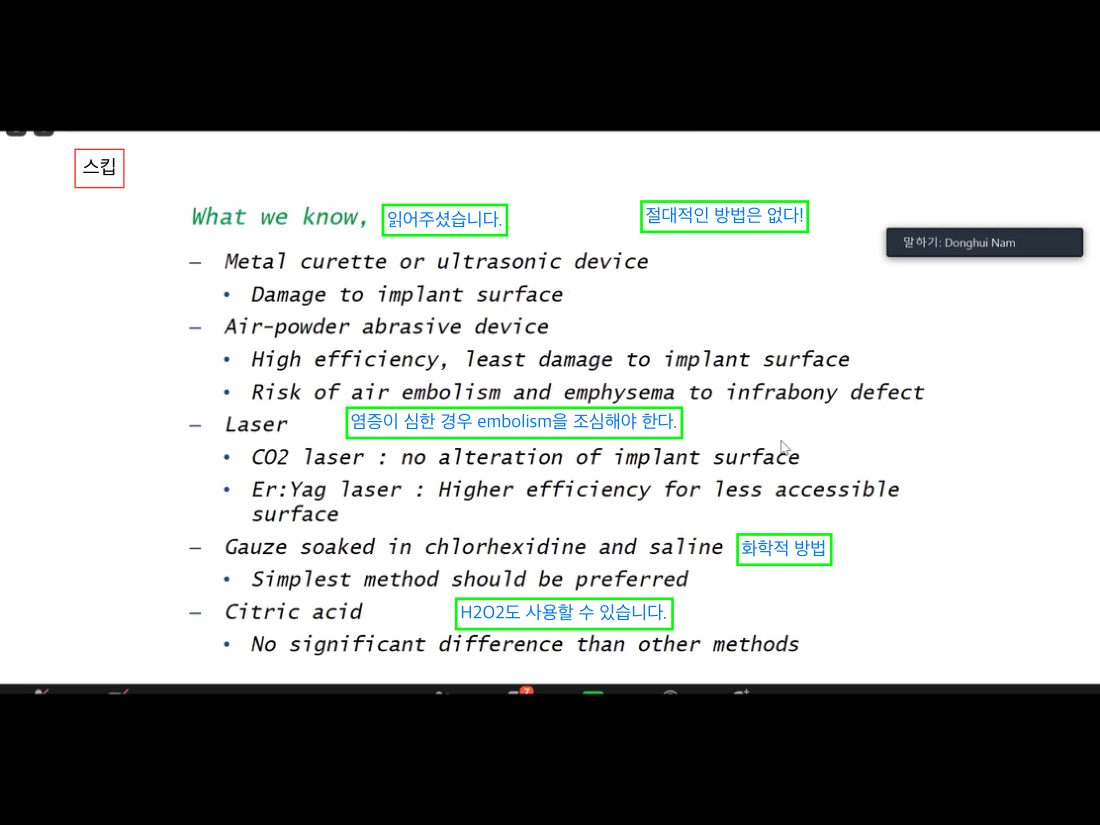 스킵
What we know, 읽어주셨습니다. 절대적인 방법은 없다!
말하기: Donghui Nam
– Metal curette or ultrasonic device
• Damage to implant surface
– Air-powder abrasive device
• High efficiency, least damage to implant surface
• Risk of air embolism and emphysema to infrabony defect
– Laser 염증이 심한 경우 embolism을 조심해야 한다.
• CO2 laser : no alteration of implant surface
• Er:Yag laser : Higher efficiency for less accessible
surface
– Gauze soaked in chlorhexidine and saline 화학적 방법
• Simplest method should be preferred
– Citric acid H2O2도 사용할 수 있습니다.
• No significant difference than other methods
7